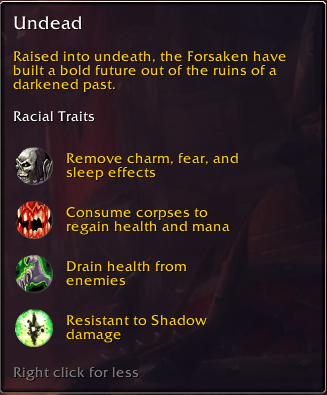 Undead
Raised into undeath, the Forsaken have
built a bold future out of the ruins of a
darkened past.
Racial Traits
Remove charm, fear, and
sleep effects
Consume corpses to
regain health and mana
Drain health from
enemies
Resistant to Shadow
damage
Right click for less